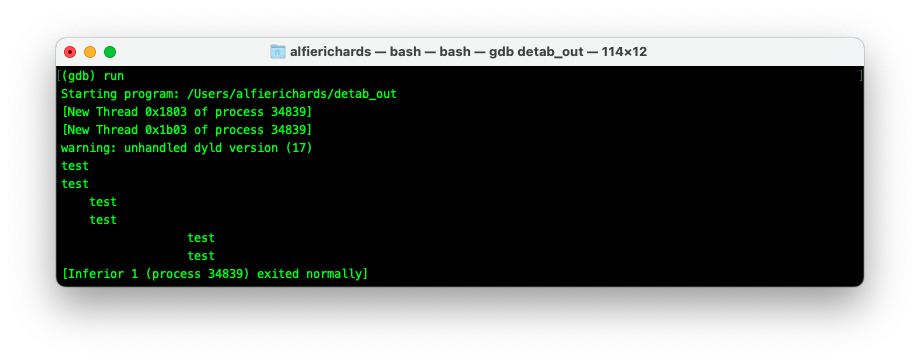 alfierichards — bash — bash — gdb detab_out — 114×12
[(gdb) run ]
Starting program: /Users/alfierichards/detab_out
[New Thread 0x1803 of process 34839]
[New Thread 0x1b03 of process 34839]
warning: unhandled dyld version (17)
test
test
    test
    test
                  test
                  test
[Inferior 1 (process 34839) exited normally]